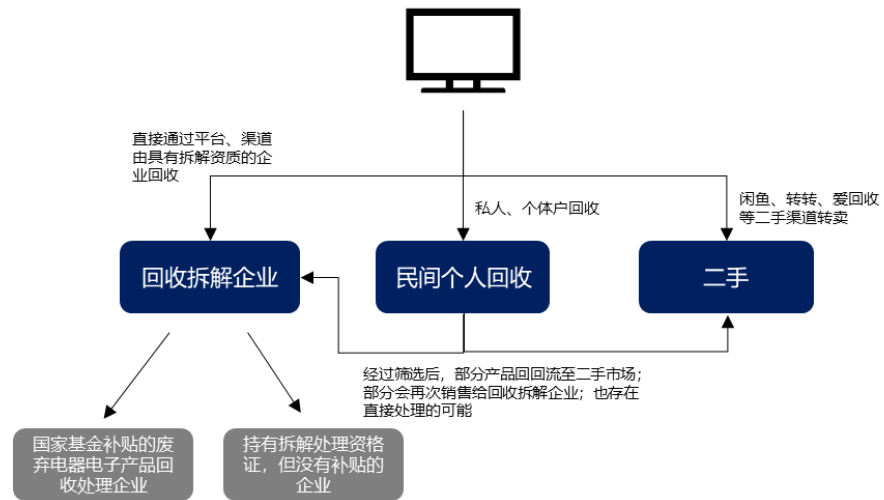 直接通过平台、渠道
由具有拆解资质的企
业回收
私人、个体户回收
闲鱼、转转、爱回收
等二手渠道转卖
回收拆解企业
民间个人回收
二手
经过筛选后，部分产品回回流至二手市场；
部分会再次销售给回收拆解企业；也存在
直接处理的可能
国家基金补贴的废
弃电器电子产品回
收处理企业
持有拆解处理资格
证，但没有补贴的
企业